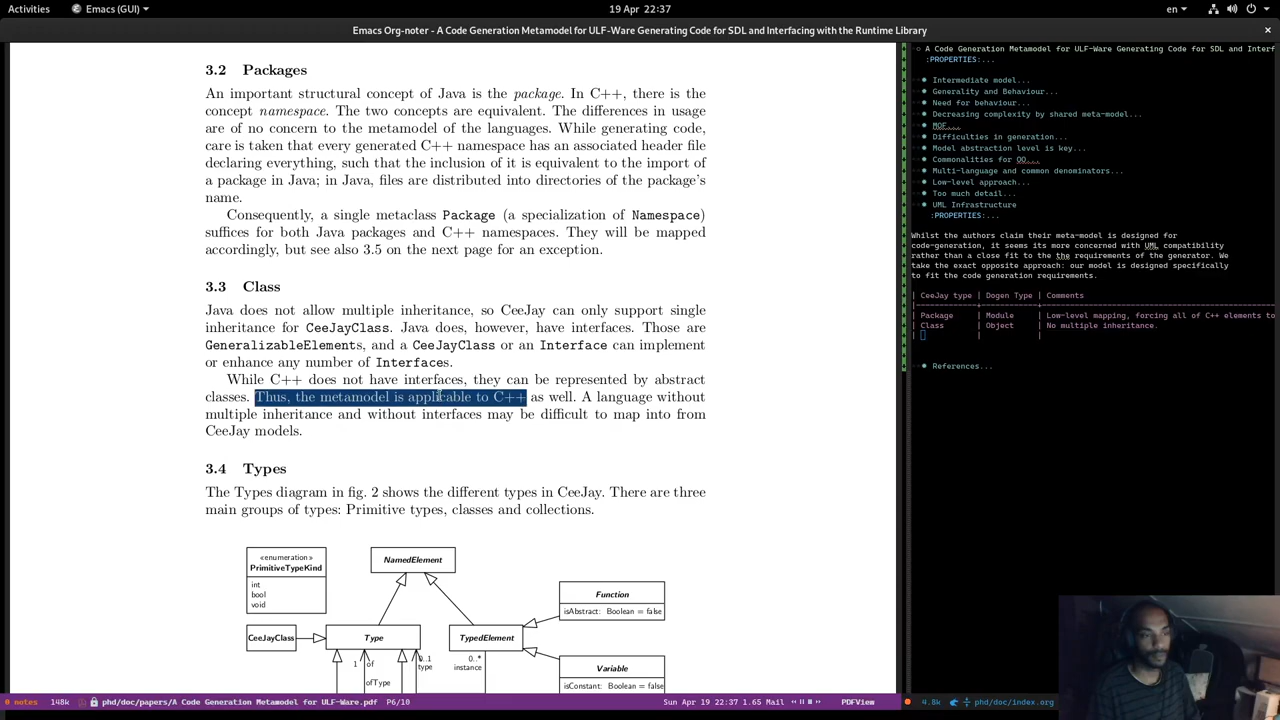 Activities
Emacs (GUI)
19 Apr 22:37
en
Emacs Org-noter - A Code Generation Metamodel for ULF-Ware Generating Code for SDL and Interfacing with the Runtime Library
3.2 Packages
An important structural concept of Java is the package. In C++, there is the
concept namespace. The two concepts are equivalent. The differences in usage
are of no concern to the metamodel of the languages. While generating code,
care is taken that every generated C++ namespace has an associated header file
declaring everything, such that the inclusion of it is equivalent to the import of
a package in Java; in Java, files are distributed into directories of the package's
name.
Consequently, a single metaclass Package (a specialization of Namespace)
suffices for both Java packages and C++ namespaces. They will be mapped
accordingly, but see also 3.5 on the next page for an exception.
3.3 Class
Java does not allow multiple inheritance, so CeeJay can only support single
inheritance for CeeJayClass. Java does, however, have interfaces. Those are
GeneralizableElements, and a CeeJayClass or an Interface can implement
or enhance any number of Interfaces.
While C++ does not have interfaces, they can be represented by abstract
classes. Thus, the metamodel is applicable to C++ as well. A language without
multiple inheritance and without interfaces may be difficult to map into from
CeeJay models.
3.4 Types
The Types diagram in fig. 2 shows the different types in CeeJay. There are three
main groups of types: Primitive types, classes and collections.
«enumeration»
PrimitiveTypeKind
int
bool
void
NamedElement
Function
isAbstract: Boolean = false
CeeJayClass
Type
TypedElement
1
of
0..1
type
0..*
instance
ofType
Variable
isConstant: Boolean = false
A Code Generation Metamodel for ULF-Ware Generating Code for SDL and Interf
:PROPERTIES:...
Intermediate model...
Generality and Behaviour...
Need for behaviour...
Decreasing complexity by shared meta-model...
MOF...
Difficulties in generation...
Model abstraction level is key...
Commonalities for OO...
Multi-language and common denominators...
Low-level approach...
Too much detail...
UML Infrastructure
:PROPERTIES:...
Whilst the authors claim their meta-model is designed for
code-generation, it seems its more concerned with UML compatibility
rather than a close fit to the the requirements of the generator. We
take the exact opposite approach: our model is designed specifically
to fit the code generation requirements.
| CeeJay type | Dogen Type | Comments
| Package | Module | Low-level mapping, forcing all of C++ elements to
| Class | Object | No multiple inheritance.
References...
0 notes 148k phd/doc/papers/A Code Generation Metamodel for ULF-Ware.pdf P6/10 Sun Apr 19 22:37 1.65 Mail PDFView
4.8k phd/doc/index.org